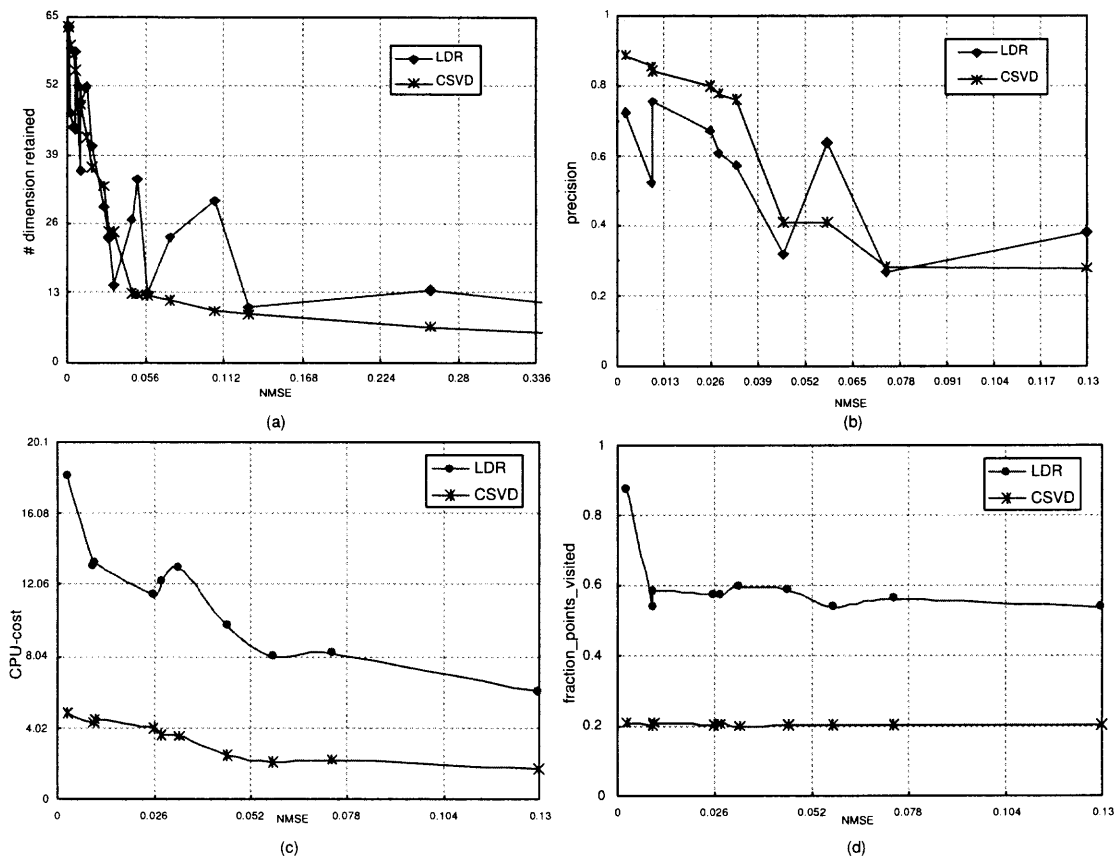 65
52
39
26
13
0
# dimension retained
LDR
CSVD
0
0.056
0.112
0.168
0.224
0.28
0.336
NMSE
(a)
1
0.8
0.6
0.4
0.2
0
precision
LDR
CSVD
0
0.013
0.026
0.039
0.052
0.065
0.078
0.091
0.104
0.117
0.13
NMSE
(b)
20.1
16.08
12.06
8.04
4.02
0
CPU-cost
LDR
CSVD
0
0.026
0.052
0.078
0.104
0.13
NMSE
(c)
1
0.8
0.6
0.4
0.2
0
fraction_points_visited
LDR
CSVD
0
0.026
0.052
0.078
0.104
0.13
NMSE
(d)